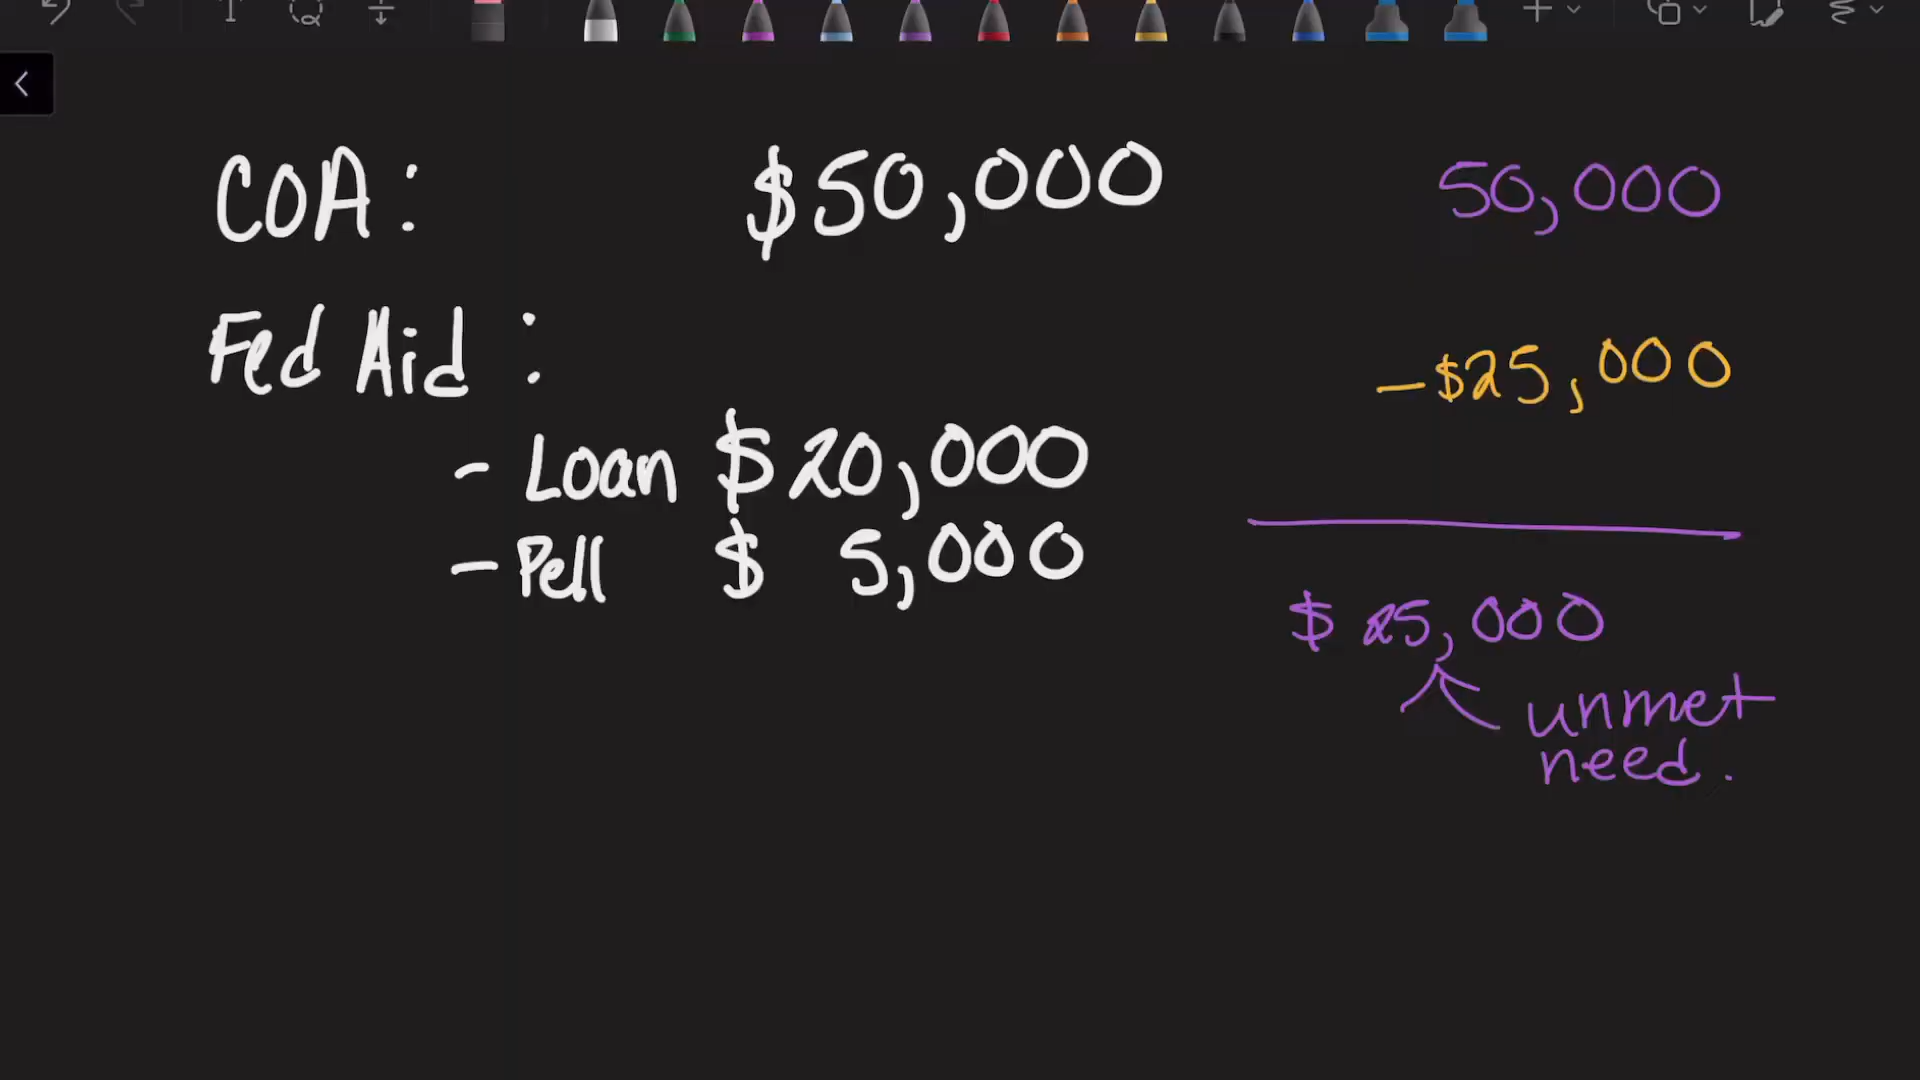 COA: $50,000
Fed Aid:
- Loan $20,000
- Pell $ 5,000
50,000
-$25,000
$ 25,000
unmet
need.